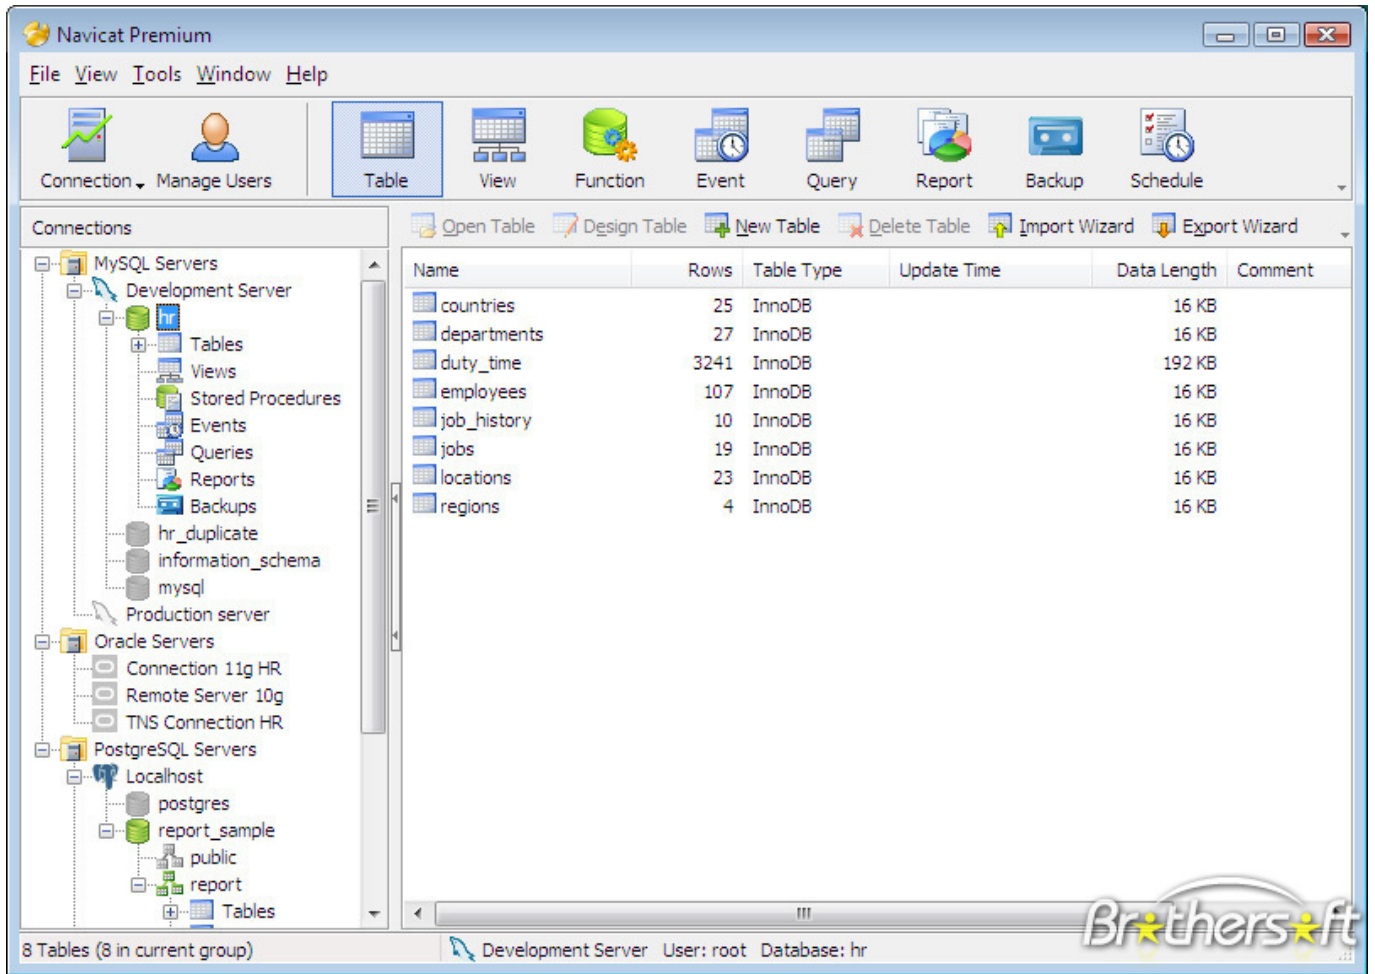 Navicat Premium
File View Tools Window Help
Connection Manage Users Table View Function Event Query Report Backup Schedule
Connections
Open Table Design Table New Table Delete Table Import Wizard Export Wizard
MySQL Servers
Development Server
hr
Tables
Views
Stored Procedures
Events
Queries
Reports
Backups
hr_duplicate
information_schema
mysql
Production server
Oracle Servers
Connection 11g HR
Remote Server 10g
TNS Connection HR
PostgreSQL Servers
Localhost
postgres
report_sample
public
report
Tables
Name Rows Table Type Update Time Data Length Comment
countries 25 InnoDB 16 KB
departments 27 InnoDB 16 KB
duty_time 3241 InnoDB 192 KB
employees 107 InnoDB 16 KB
job_history 10 InnoDB 16 KB
jobs 19 InnoDB 16 KB
locations 23 InnoDB 16 KB
regions 4 InnoDB 16 KB
Brothersoft
8 Tables (8 in current group) Development Server User: root Database: hr